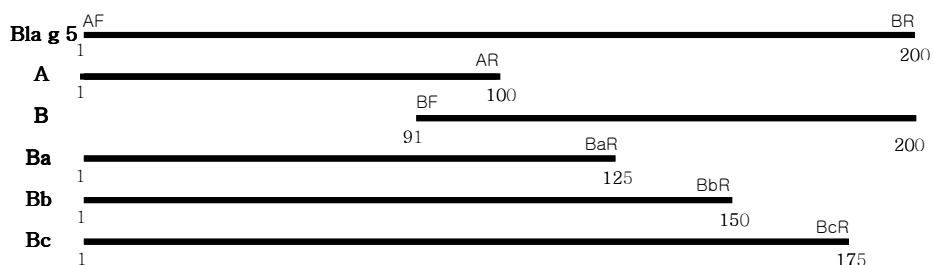 AF BR
Bla g 5
1 200
AR
A
1 100
BF
B
91 200
BaR
Ba
1 125
BbR
Bb
1 150
BcR
Bc
1 175